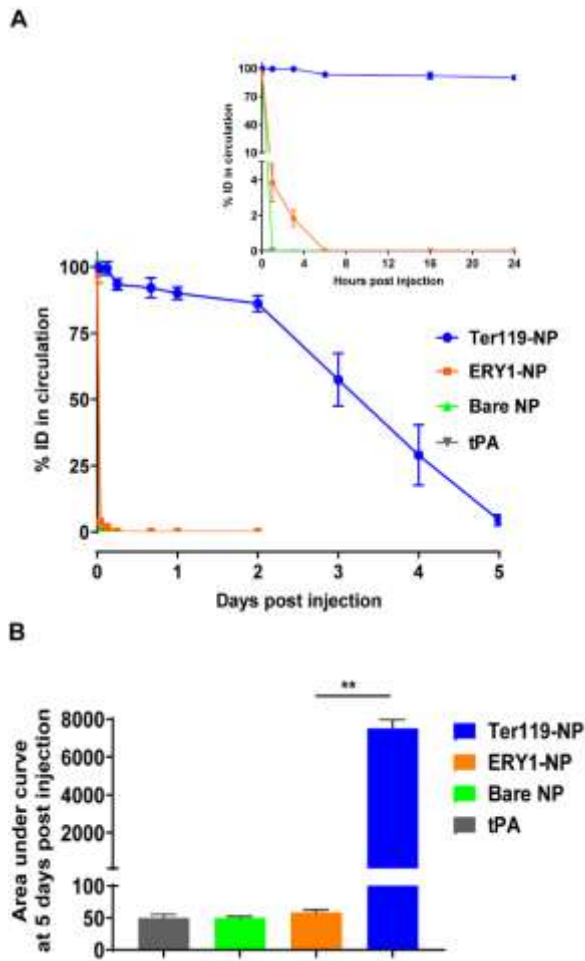 A
% ID in circulation
100
70
40
10
4
2
0
0
4
8
12
16
20
24
Hours post injection
% ID in circulation
100
75
50
25
0
0
1
2
3
4
5
Days post injection
Ter119-NP
ERY1-NP
Bare NP
tPA
B
**
Area under curve
at 5 days post injection
8000
6000
4000
2000
100
50
0
Ter119-NP
ERY1-NP
Bare NP
tPA